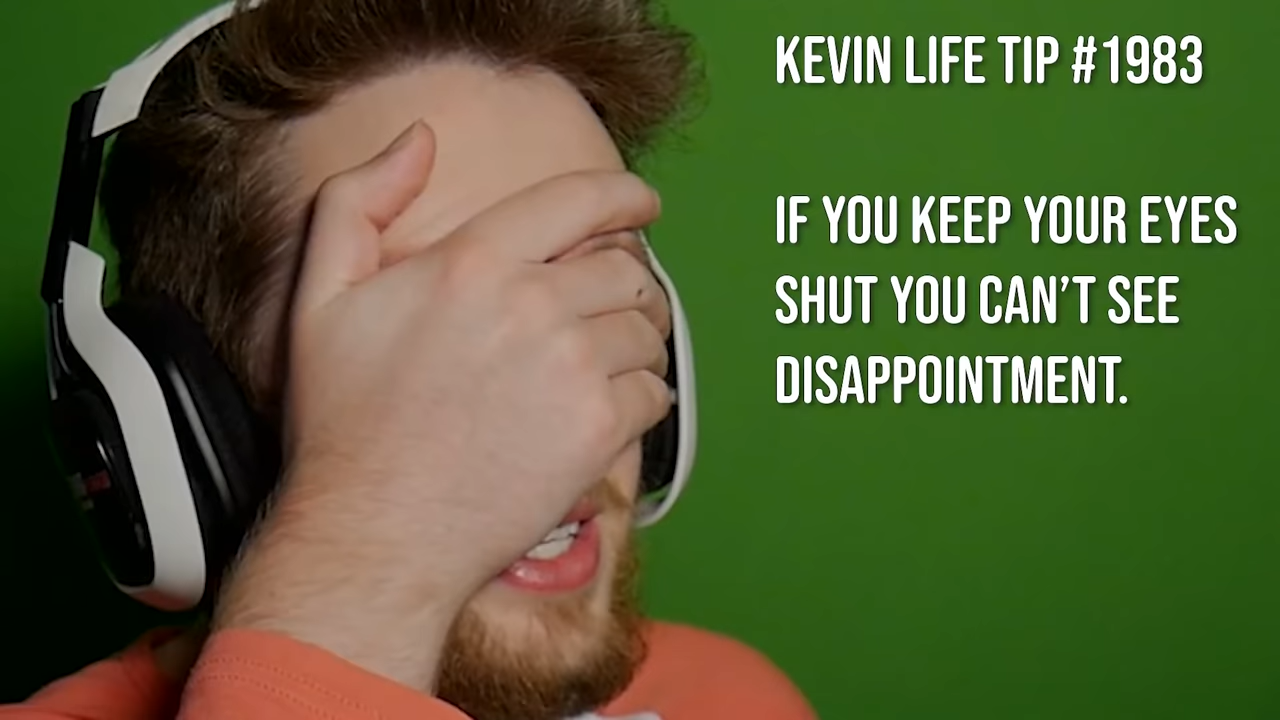 KEVIN LIFE TIP #1983
IF YOU KEEP YOUR EYES
SHUT YOU CAN'T SEE
DISAPPOINTMENT.